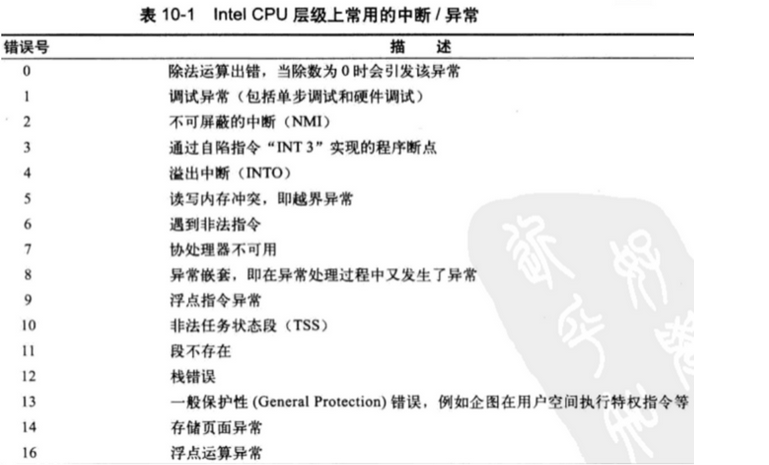 表 10-1 Intel CPU 层级上常用的中断 / 异常
错误号 描 述
0 除法运算出错，当除数为 0 时会引发该异常
1 调试异常（包括单步调试和硬件调试）
2 不可屏蔽的中断（NMI）
3 通过自陷指令“INT 3”实现的程序断点
4 溢出中断（INTO）
5 读写内存冲突，即越界异常
6 遇到非法指令
7 协处理器不可用
8 异常嵌套，即在异常处理过程中又发生了异常
9 浮点指令异常
10 非法任务状态段（TSS）
11 段不存在
12 栈错误
13 一般保护性 (General Protection) 错误，例如企图在用户空间执行特权指令等
14 存储页面异常
16 浮点运算异常